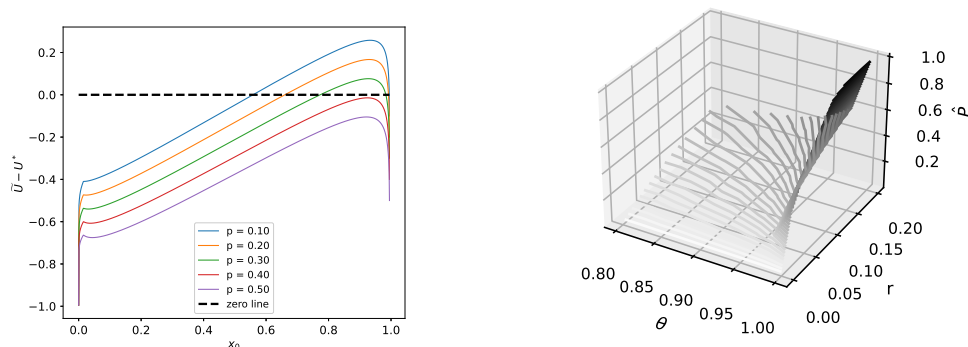 0.2
0.0
−0.2
−0.4
−0.6
−0.8
−1.0
Ũ − U*
p = 0.10
p = 0.20
p = 0.30
p = 0.40
p = 0.50
zero line
0.0 0.2 0.4 0.6 0.8 1.0
x₀
1.0
0.8
0.6
0.4
0.2
p̂
0.80 0.85 0.90 0.95 1.00
θ
0.00 0.05 0.10 0.15 0.20
r